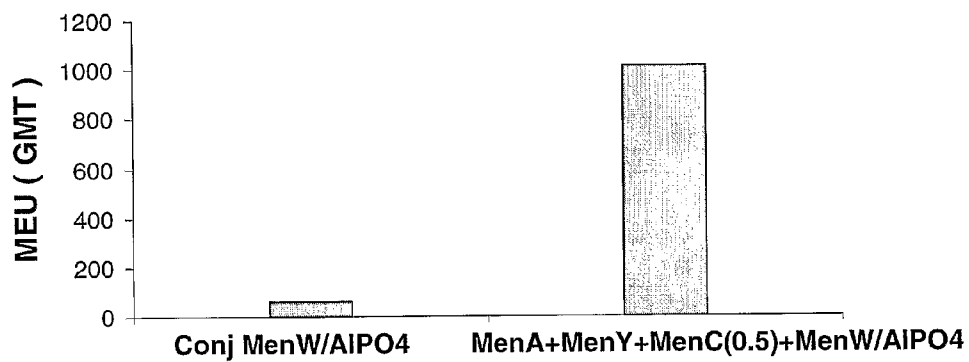 1200
1000
800
600
400
200
0
MEU ( GMT )
Conj MenW/AlPO4
MenA+MenY+MenC(0.5)+MenW/AlPO4